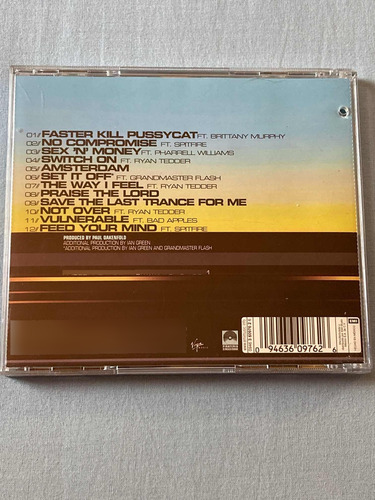 01/FASTER KILL PUSSYCAT FT. BRITTANY MURPHY
02/NO COMPROMISE FT. SPITFIRE
03/SEX 'N' MONEY FT. PHARRELL WILLIAMS
04/SWITCH ON FT. RYAN TEDDER
05/AMSTERDAM
06/SET IT OFF* FT. GRANDMASTER FLASH
07/THE WAY I FEEL FT. RYAN TEDDER
08/PRAISE THE LORD
09/SAVE THE LAST TRANCE FOR ME
10/NOT OVER FT. RYAN TEDDER
11/VULNERABLE FT. BAD APPLES
12/FEED YOUR MIND FT. SPITFIRE
PRODUCED BY PAUL OAKENFOLD
ADDITIONAL PRODUCTION BY IAN GREEN
*ADDITIONAL PRODUCTION BY IAN GREEN AND GRANDMASTER FLASH
Virgin
EMI
0 94636 09762 6